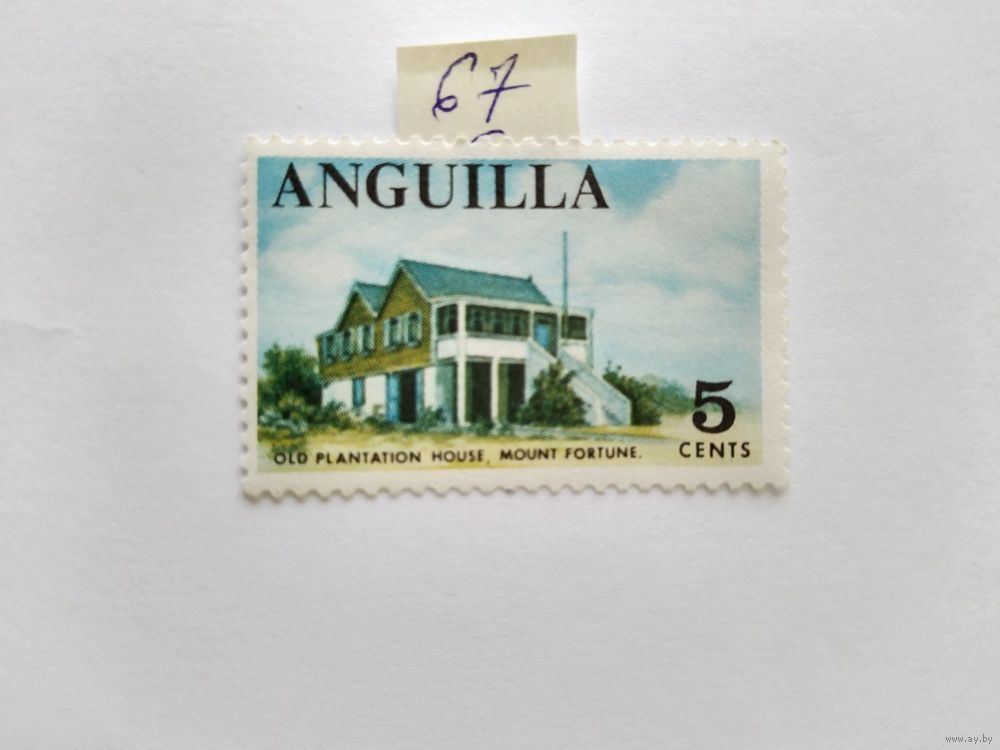 67
ANGUILLA
5
CENTS
OLD PLANTATION HOUSE, MOUNT FORTUNE.
www.ay.by